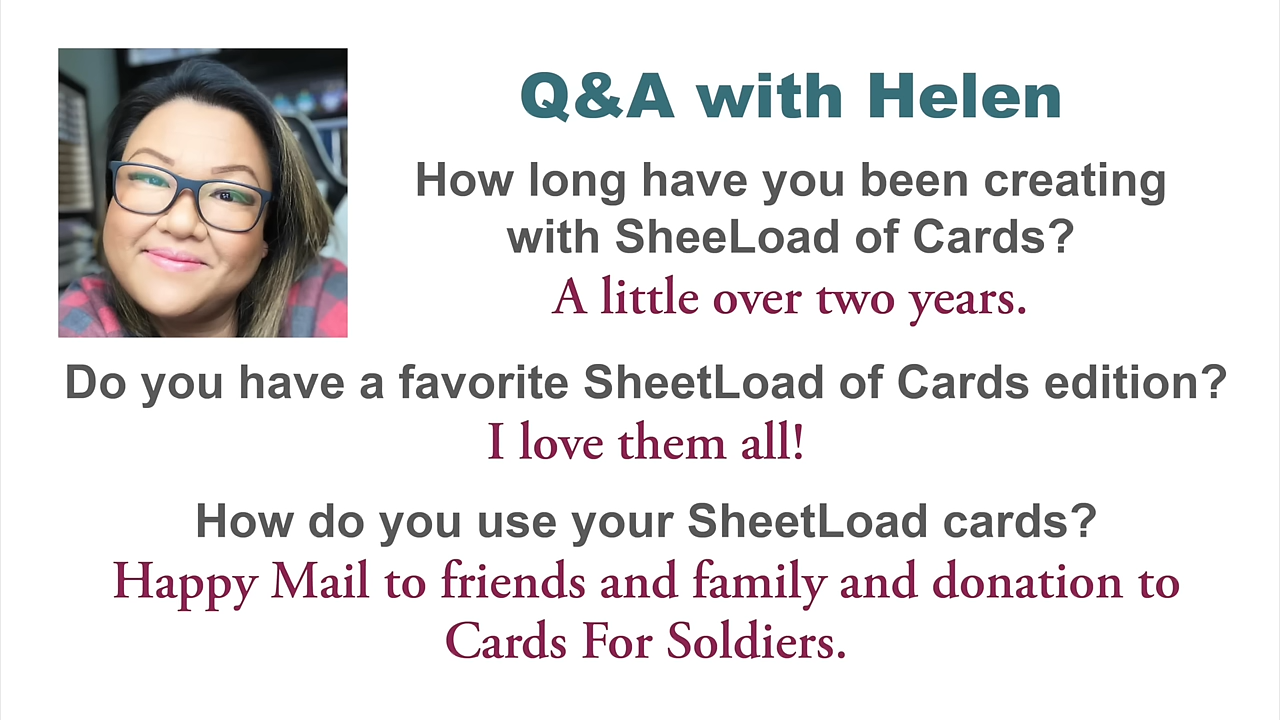 Q&A with Helen
How long have you been creating
with SheeLoad of Cards?
A little over two years.
Do you have a favorite SheetLoad of Cards edition?
I love them all!
How do you use your SheetLoad cards?
Happy Mail to friends and family and donation to
Cards For Soldiers.